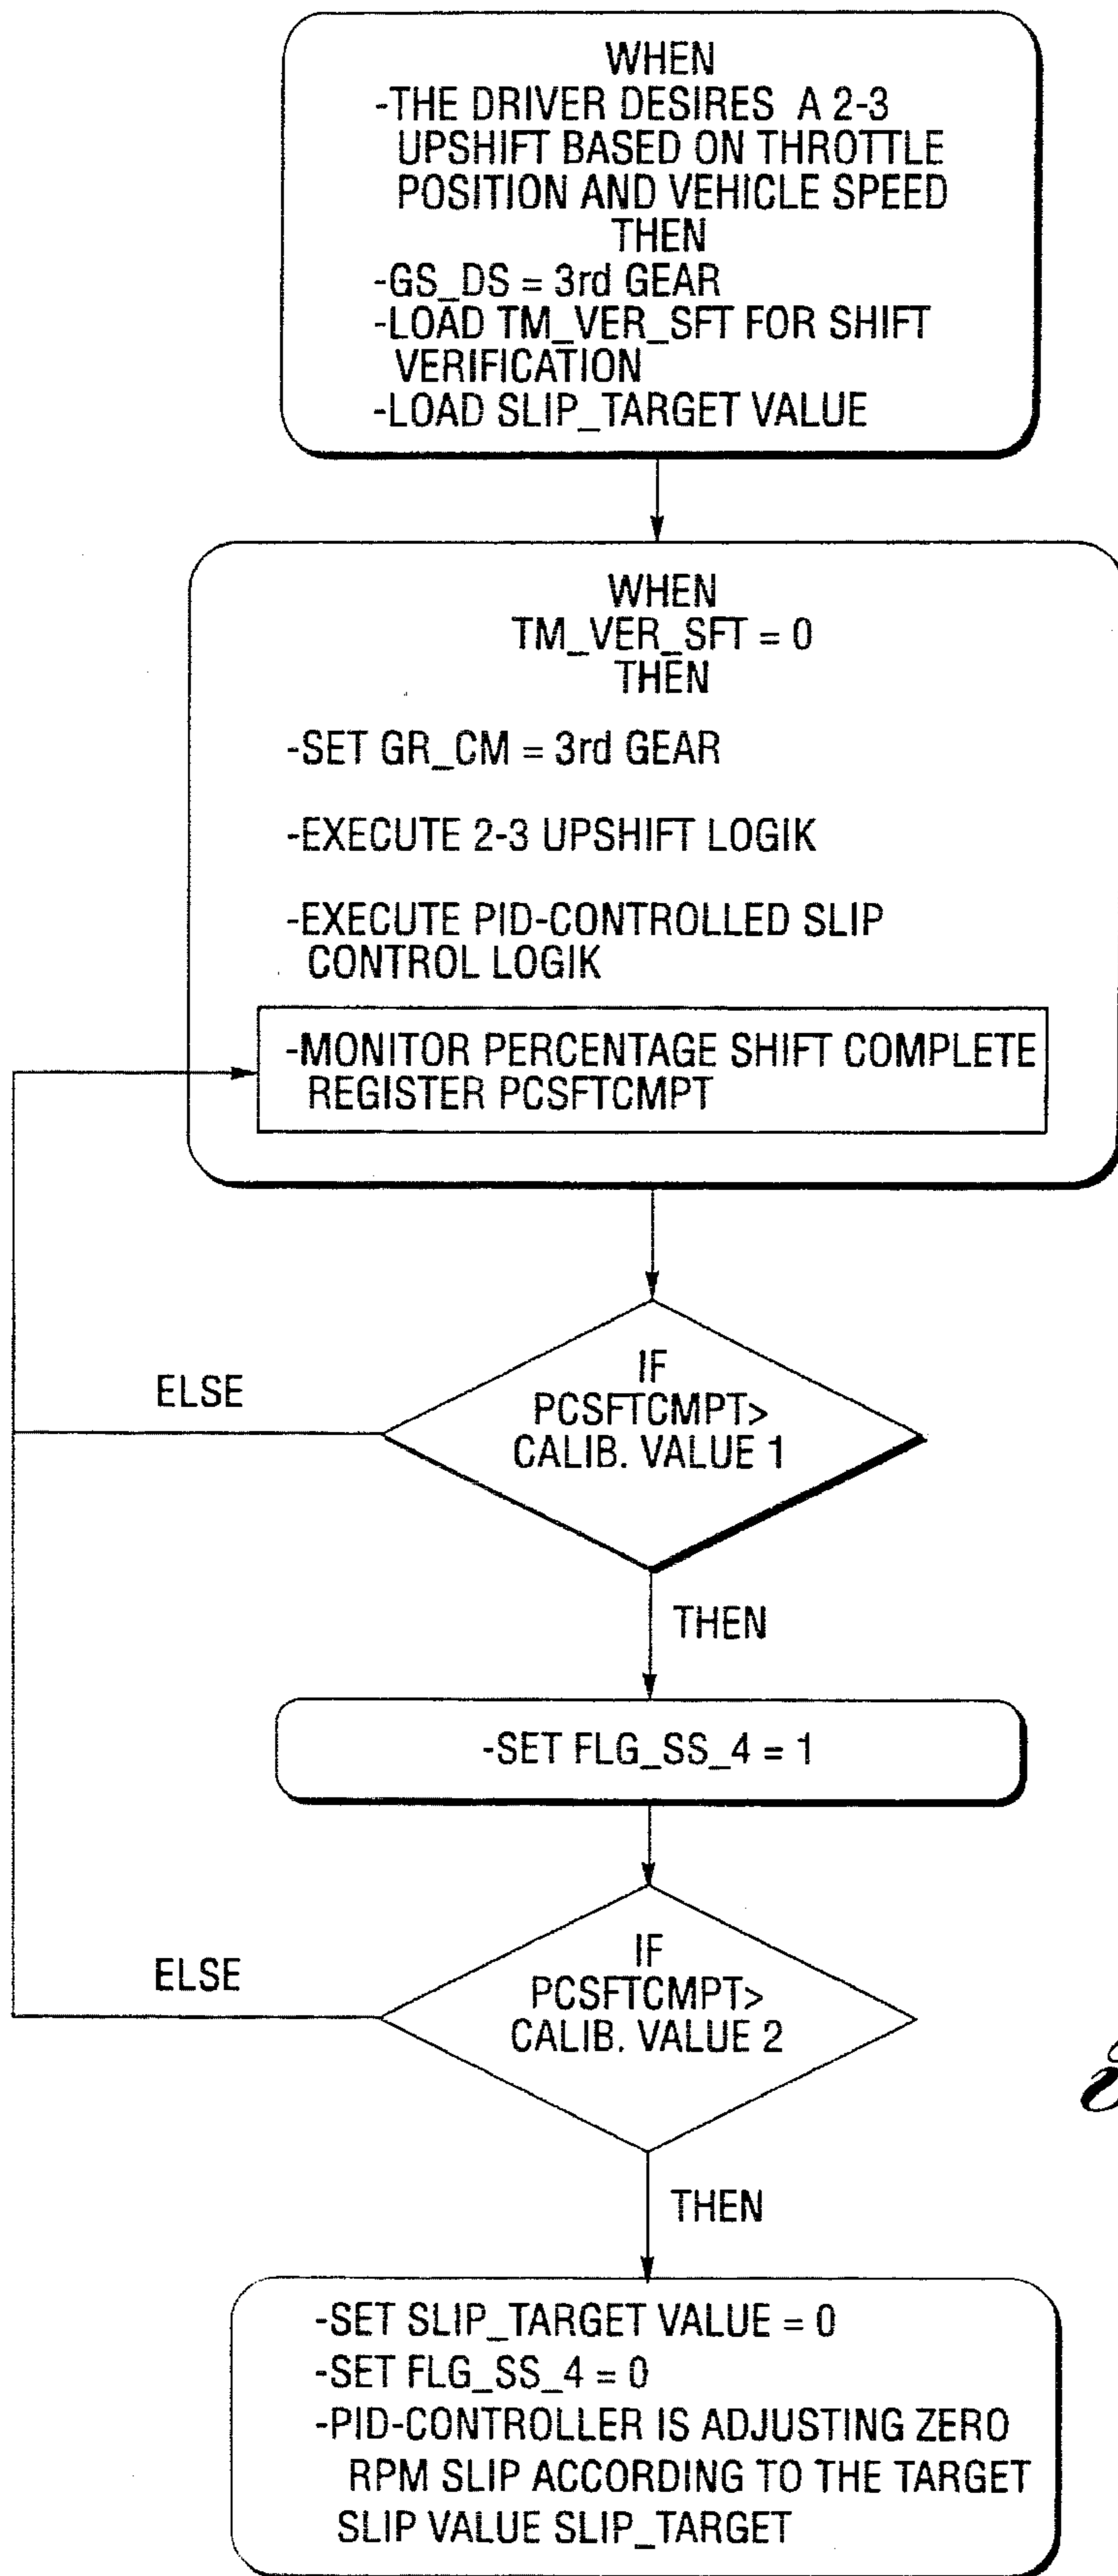 WHEN
-THE DRIVER DESIRES A 2-3
UPSHIFT BASED ON THROTTLE
POSITION AND VEHICLE SPEED
THEN
-GS_DS = 3rd GEAR
-LOAD TM_VER_SFT FOR SHIFT
VERIFICATION
-LOAD SLIP_TARGET VALUE
WHEN
TM_VER_SFT = 0
THEN
-SET GR_CM = 3rd GEAR
-EXECUTE 2-3 UPSHIFT LOGIK
-EXECUTE PID-CONTROLLED SLIP
CONTROL LOGIK
-MONITOR PERCENTAGE SHIFT COMPLETE
REGISTER PCSFTCMPT
ELSE
IF
PCSFTCMPT>
CALIB. VALUE 1
THEN
-SET FLG_SS_4 = 1
ELSE
IF
PCSFTCMPT>
CALIB. VALUE 2
THEN
-SET SLIP_TARGET VALUE = 0
-SET FLG_SS_4 = 0
-PID-CONTROLLER IS ADJUSTING ZERO
RPM SLIP ACCORDING TO THE TARGET
SLIP VALUE SLIP_TARGET